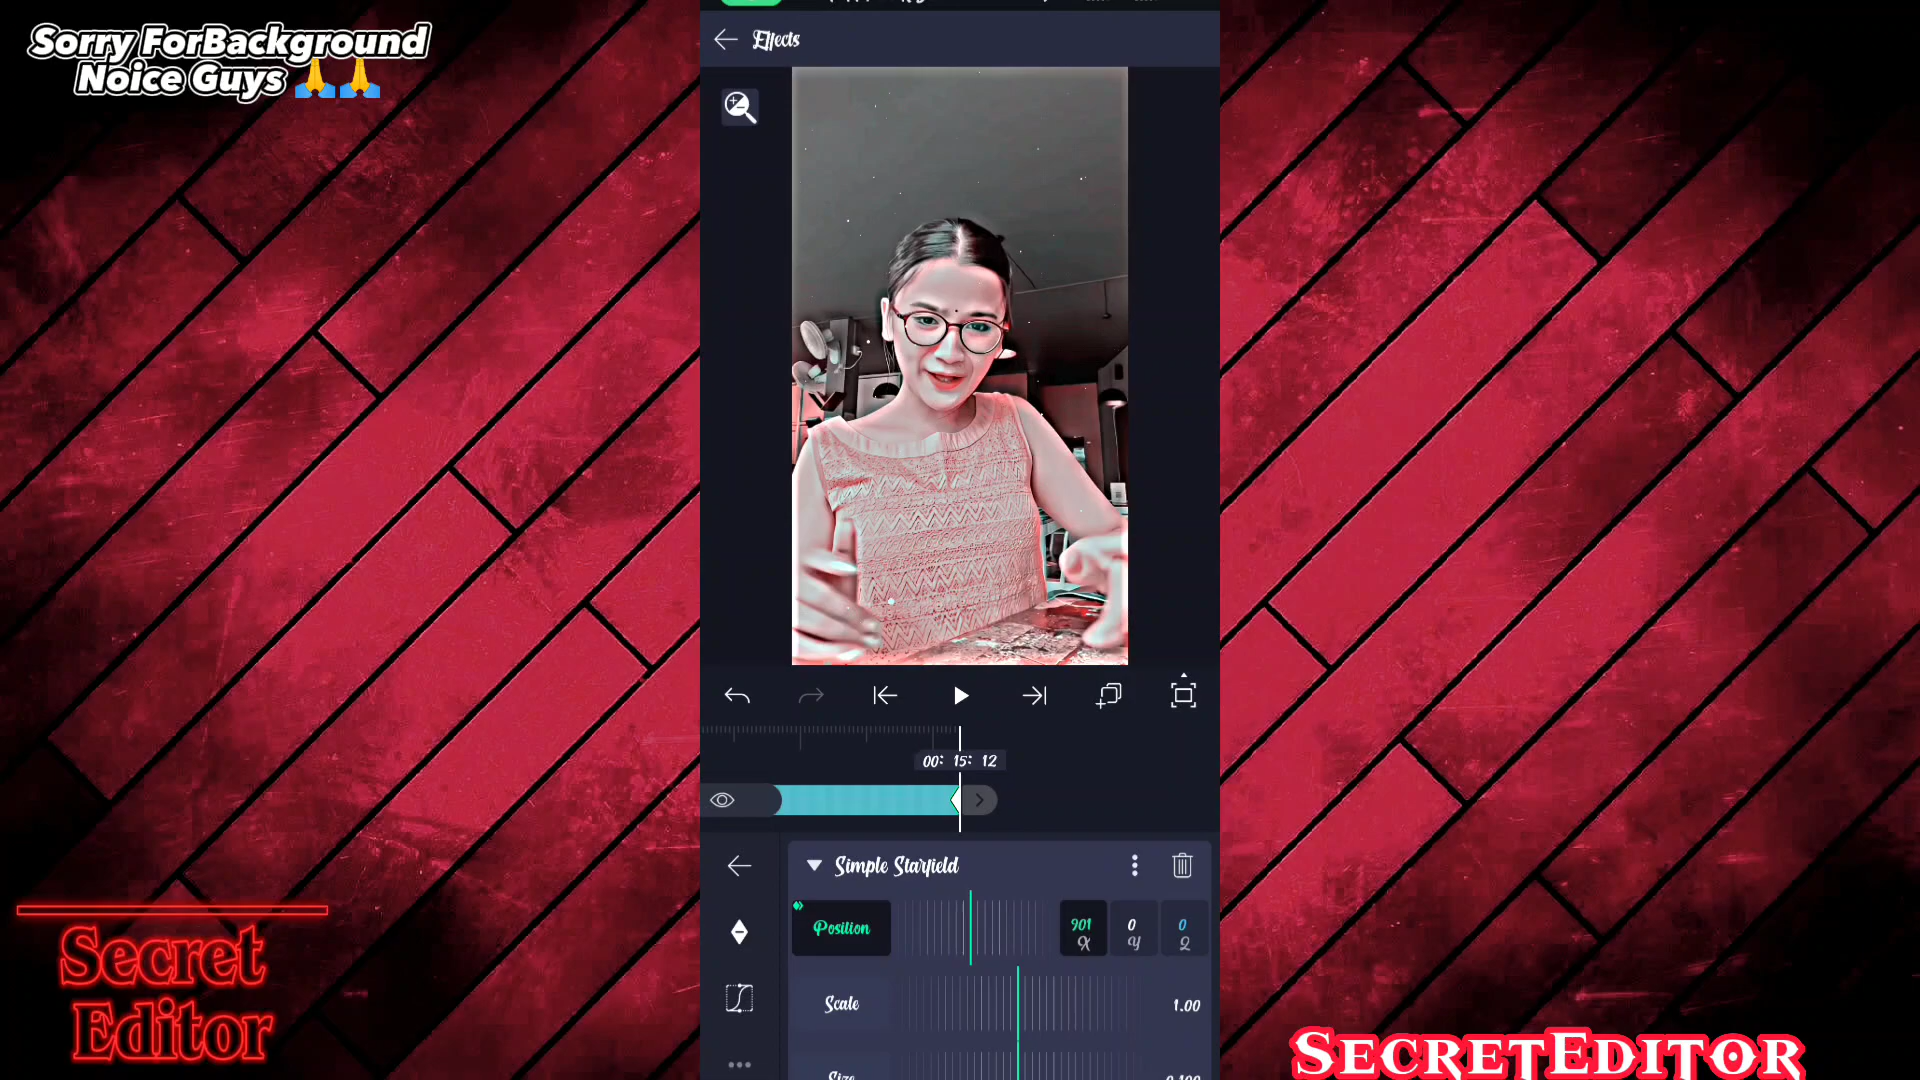 Sorry ForBackground
Noice Guys 🙏🙏
Effects
00: 15: 12
Simple Starfield
Position
901
0
0
X
Y
Z
Scale
1.00
Secret
Editor
SECRETEDITOR